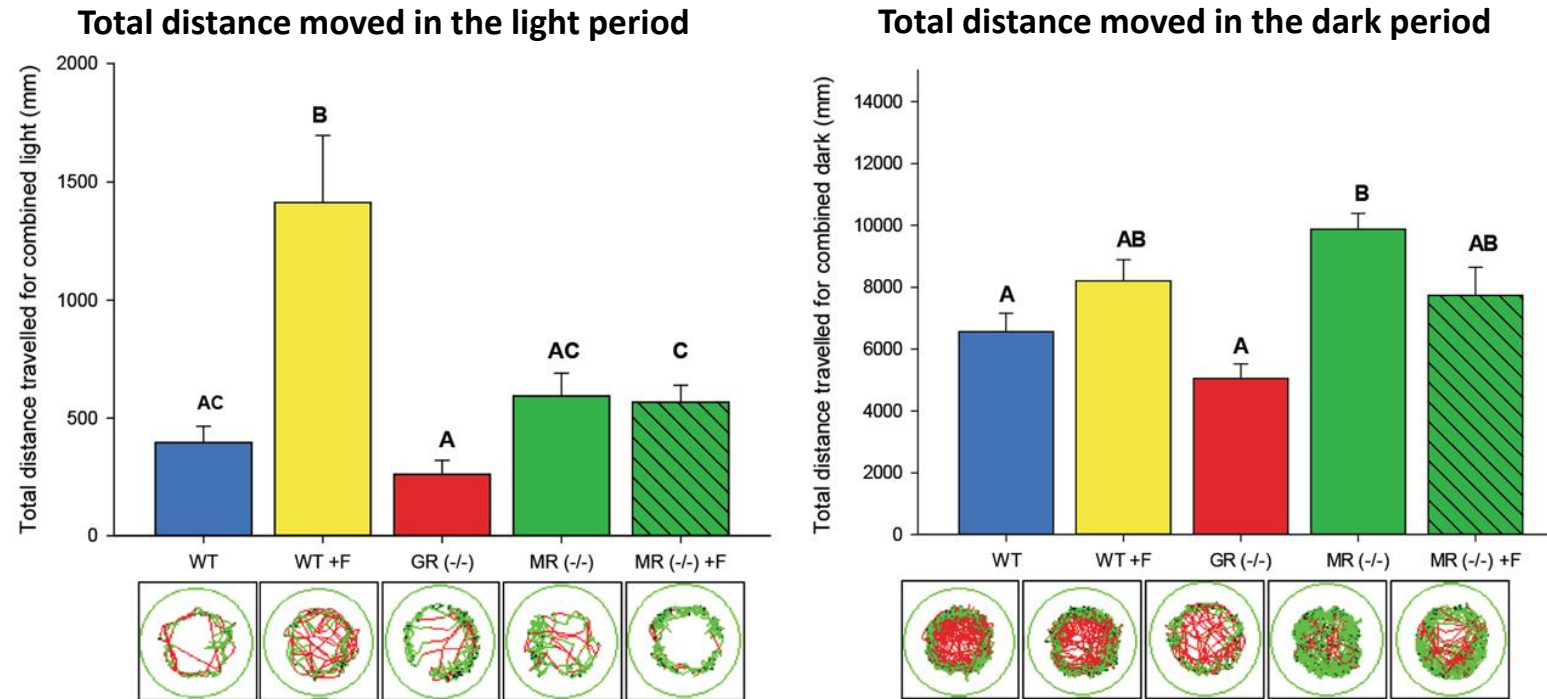 Total distance moved in the light period
Total distance travelled for combined light (mm)
2000
1500
1000
500
0
AC
B
A
AC
C
WT
WT +F
GR (-/-)
MR (-/-)
MR (-/-) +F
Total distance moved in the dark period
Total distance travelled for combined dark (mm)
14000
12000
10000
8000
6000
4000
2000
0
A
AB
A
B
AB
WT
WT +F
GR (-/-)
MR (-/-)
MR (-/-) +F